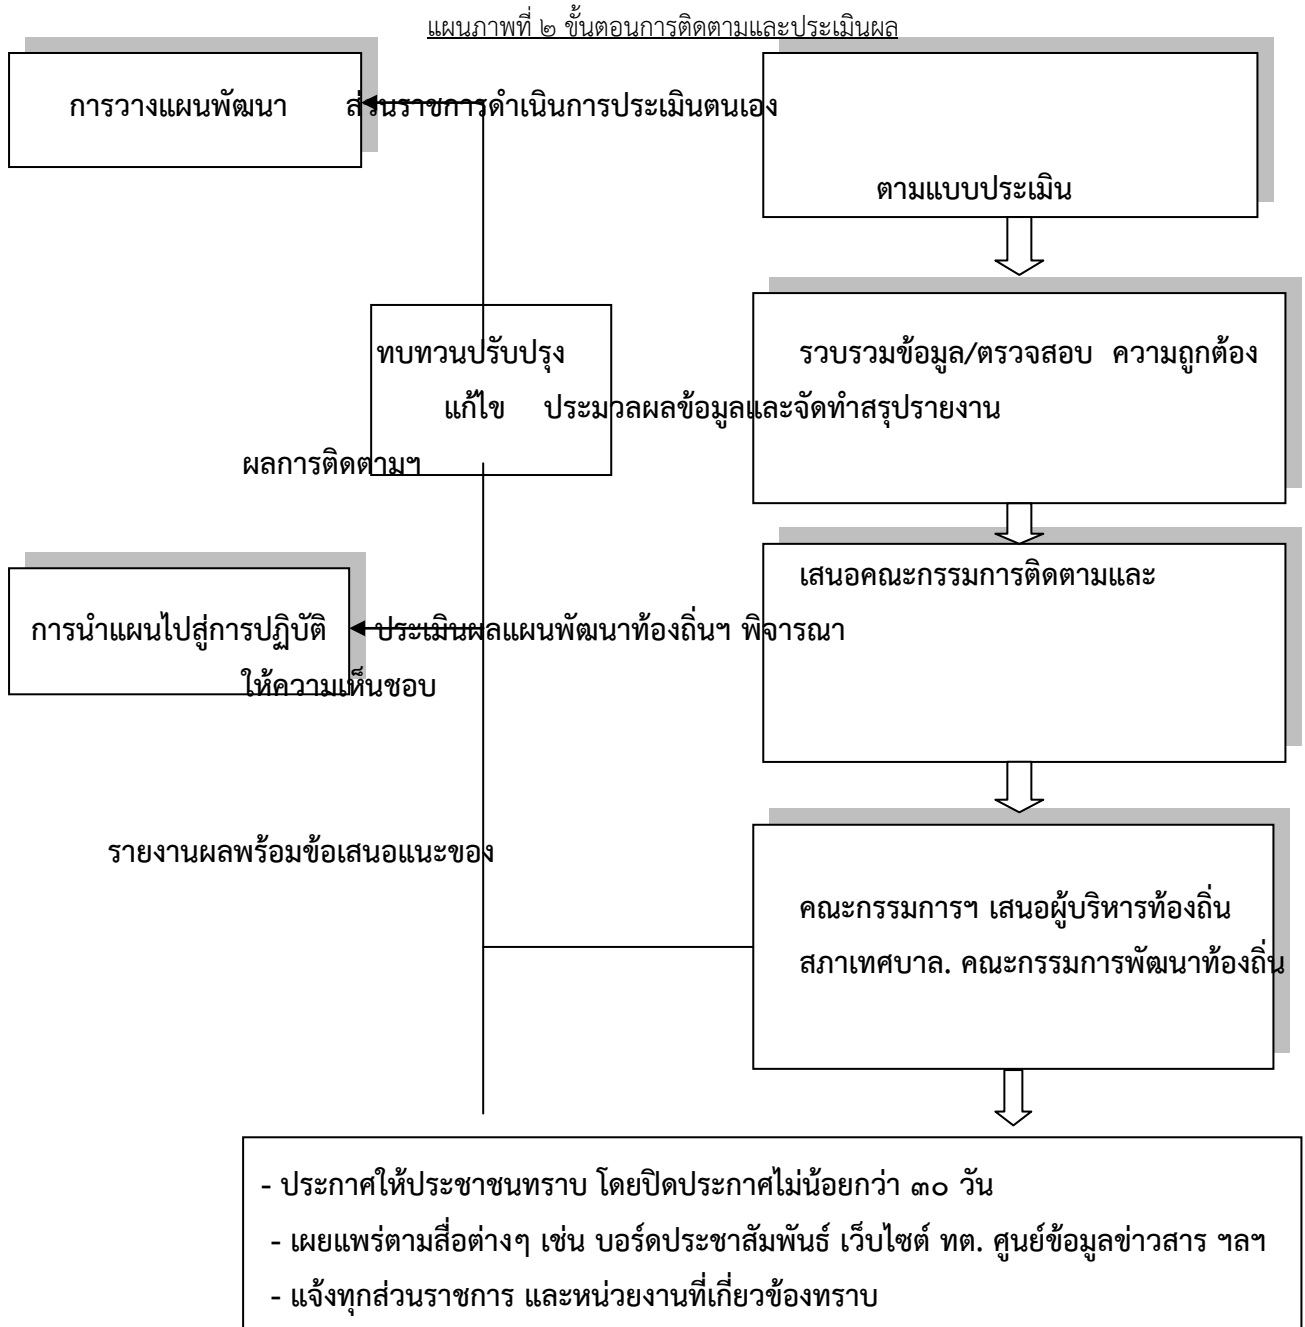 แผนภาพที่ ๒ ขั้นตอนการติดตามและประเมินผล
การวางแผนพัฒนา ส่วนราชการดำเนินการประเมินตนเอง
ตามแบบประเมิน
ทบทวนปรับปรุง รวบรวมข้อมูล/ตรวจสอบ ความถูกต้อง
แก้ไข ประมวลผลข้อมูลและจัดทำสรุปรายงาน
ผลการติดตามฯ
เสนอคณะกรรมการติดตามและ
การนำแผนไปสู่การปฏิบัติ ประเมินผลแผนพัฒนาท้องถิ่นฯ พิจารณา
ให้ความเห็นชอบ
รายงานผลพร้อมข้อเสนอแนะของ
คณะกรรมการฯ เสนอผู้บริหารท้องถิ่น
สภาเทศบาล. คณะกรรมการพัฒนาท้องถิ่น
- ประกาศให้ประชาชนทราบ โดยปิดประกาศไม่น้อยกว่า ๓๐ วัน
- เผยแพร่ตามสื่อต่างๆ เช่น บอร์ดประชาสัมพันธ์ เว็บไซต์ ทต. ศูนย์ข้อมูลข่าวสาร ฯลฯ
- แจ้งทุกส่วนราชการ และหน่วยงานที่เกี่ยวข้องทราบ